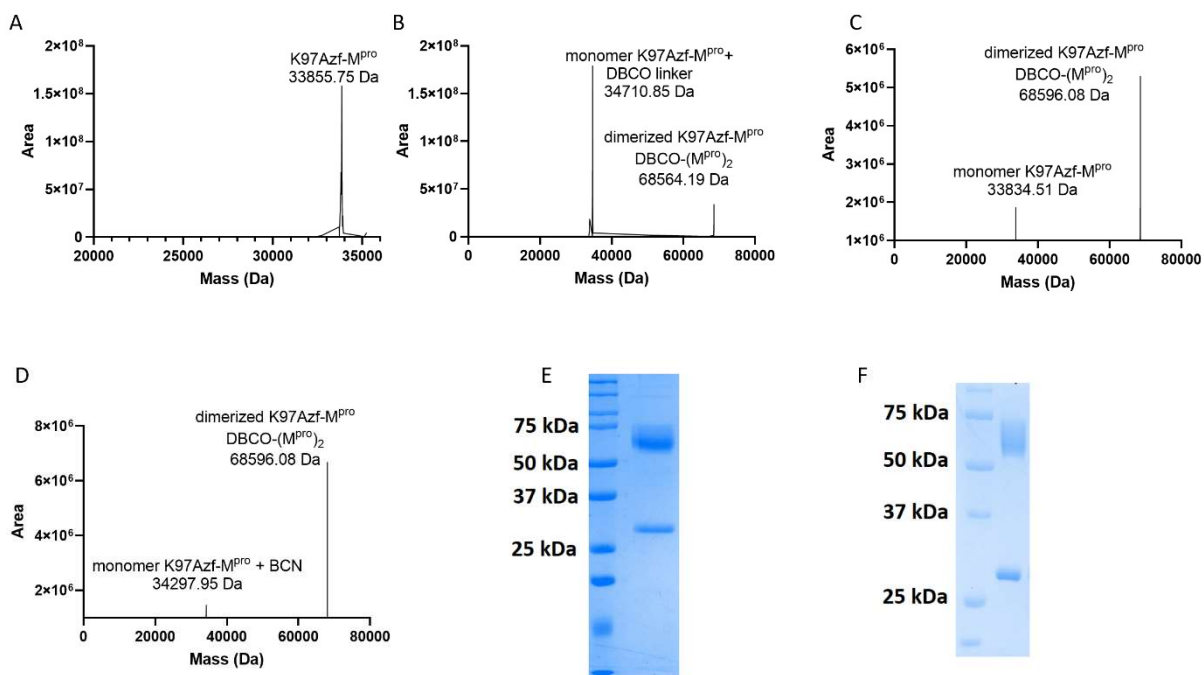 A
2×10⁸
1.5×10⁸
1×10⁸
5×10⁷
0
Area
K97Azf-Mᵖʳᵒ
33855.75 Da
20000
25000
30000
35000
Mass (Da)
B
2×10⁸
1.5×10⁸
1×10⁸
5×10⁷
0
Area
monomer K97Azf-Mᵖʳᵒ+
DBCO linker
34710.85 Da
dimerized K97Azf-Mᵖʳᵒ
DBCO-(Mᵖʳᵒ)₂
68564.19 Da
0
20000
40000
60000
80000
Mass (Da)
C
6×10⁶
5×10⁶
4×10⁶
3×10⁶
2×10⁶
1×10⁶
Area
dimerized K97Azf-Mᵖʳᵒ
DBCO-(Mᵖʳᵒ)₂
68596.08 Da
monomer K97Azf-Mᵖʳᵒ
33834.51 Da
0
20000
40000
60000
80000
Mass (Da)
D
8×10⁶
6×10⁶
4×10⁶
2×10⁶
Area
dimerized K97Azf-Mᵖʳᵒ
DBCO-(Mᵖʳᵒ)₂
68596.08 Da
monomer K97Azf-Mᵖʳᵒ + BCN
34297.95 Da
0
20000
40000
60000
80000
Mass (Da)
E
75 kDa
50 kDa
37 kDa
25 kDa
F
75 kDa
50 kDa
37 kDa
25 kDa